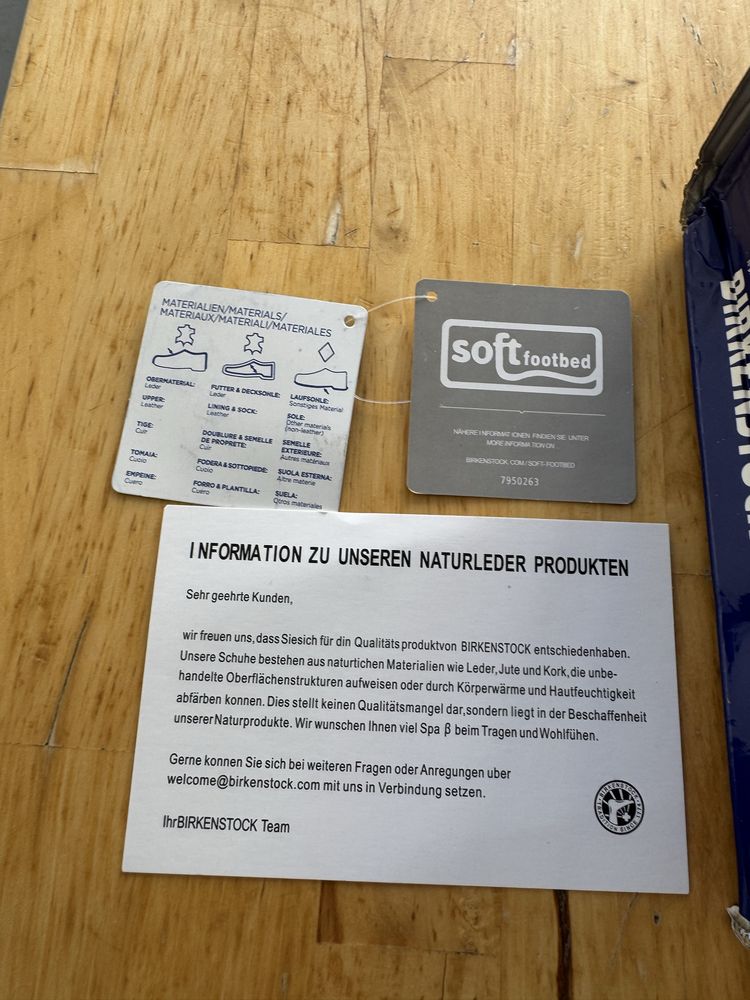 MATERIALIEN/MATERIALS/
MATERIAUX/MATERIALI/MATERIALES
OBERMATERIAL:
Leder
UPPER:
Leather
TIGE:
Cuir
TOMAIA:
Cuoio
EMPEINE:
Cuero
FUTTER & DECKSOHLE:
Leder
LINING & SOCK:
Leather
DOUBLURE & SEMELLE
DE PROPRETE:
Cuir
FODERA & SOTTOPIEDE:
Cuoio
FORRO & PLANTILLA:
Cuero
LAUFSOHLE:
Sonstiges Material
SOLE:
Other materials
(non-leather)
SEMELLE
EXTERIEURE:
Autres matériaux
SUOLA ESTERNA:
Altre materie
SUELA:
Otros materiales
soft footbed
NÄHERE INFORMATIONEN FINDEN SIE UNTER
MORE INFORMATION ON
BIRKENSTOCK.COM/SOFT-FOOTBED
7950263
BIRKENSTOCK
INFORMATION ZU UNSEREN NATURLEDER PRODUKTEN
Sehr geehrte Kunden,
wir freuen uns, dass Siesich für din Qualitäts produktvon BIRKENSTOCK entschiedenhaben.
Unsere Schuhe bestehen aus naturtichen Materialien wie Leder, Jute und Kork, die unbe-
handelte Oberflächenstrukturen aufweisen oder durch Körperwärme und Hautfeuchtigkeit
abfärben konnen. Dies stellt keinen Qualitätsmangel dar, sondern liegt in der Beschaffenheit
unserer Naturprodukte. Wir wunschen Ihnen viel Spa β beim Tragen und Wohlfühen.
Gerne konnen Sie sich bei weiteren Fragen oder Anregungen uber
welcome@birkenstock.com mit uns in Verbindung setzen.
IhrBIRKENSTOCK Team
BIRKENSTOCK